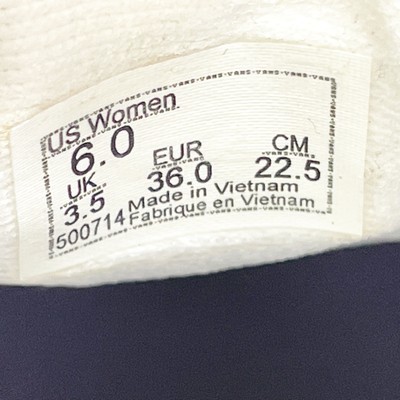 US Women
6.0 EUR CM
UK 36.0 22.5
3.5 Made in Vietnam
500714 Fabrique en Vietnam